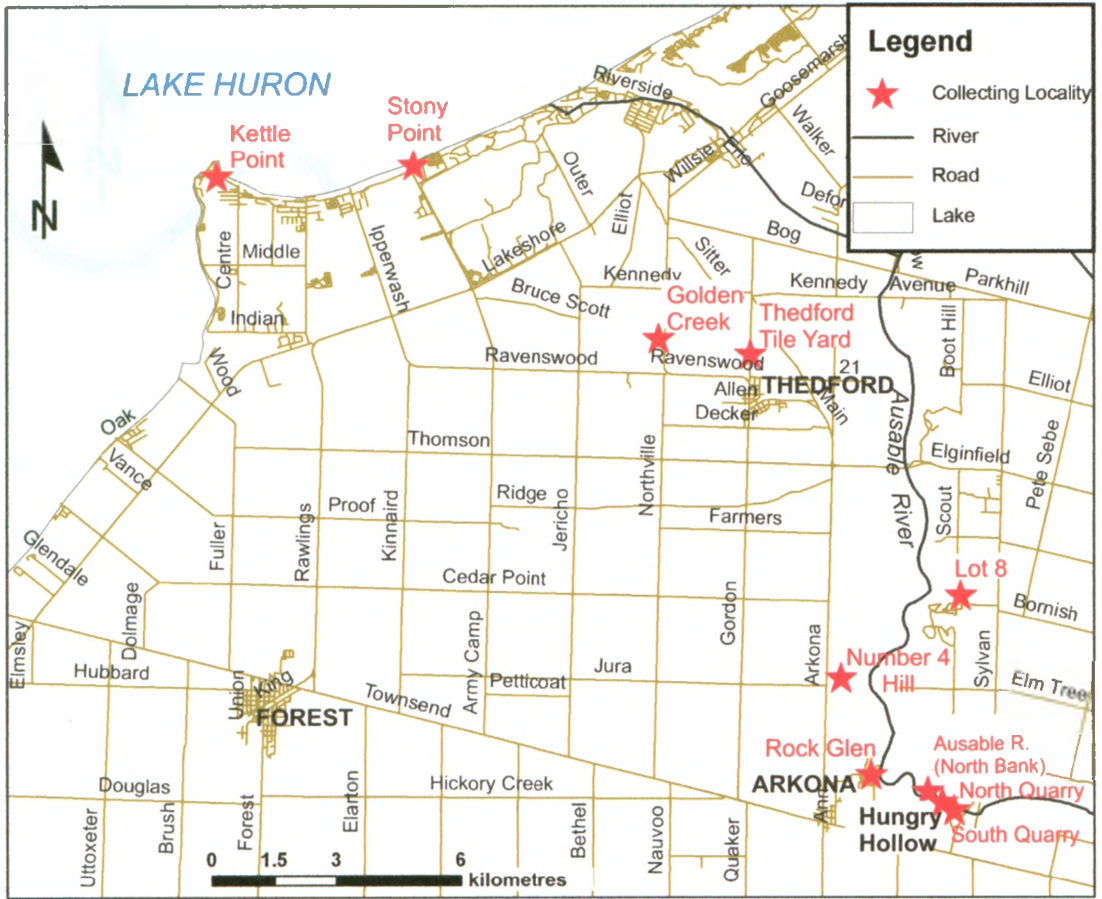 Legend
Collecting Locality
River
Road
Lake
LAKE HURON
Kettle
Point
Stony
Point
Riverside
Goosemarsh
Walker
Willsie
Erie
Outer
Elliot
Defor
Bog
Sitter
Lakeshore
Centre
Middle
Ipperwash
Indian
Bruce Scott
Kennedy
Kennedy
Avenue
Parkhill
Golden
Creek
Thedford
Tile Yard
Ravenswood
Ravenswood
21
Boot Hill
Allen
THEDFORD
Decker
Main
Elliot
Wood
Oak
Vance
Thomson
Ausable River
Elginfield
Pete Sebe
Northville
Ridge
Proof
Jericho
Farmers
Scout
Glendale
Fuller
Rawlings
Kinnaird
Cedar Point
Lot 8
Bornish
Dolmage
Gordon
Arkona
Elmsley
Hubbard
Army Camp
Jura
Petticoat
Number 4
Hill
Sylvan
Elm Tree
Union
King
FOREST
Townsend
Rock Glen
ARKONA
Ann
Ausable R.
(North Bank)
North Quarry
Hungry
Hollow
South Quarry
Douglas
Hickory Creek
Uttoxeter
Brush
Forest
Elarton
Bethel
Nauvoo
Quaker
N
0 1.5 3 6
kilometres